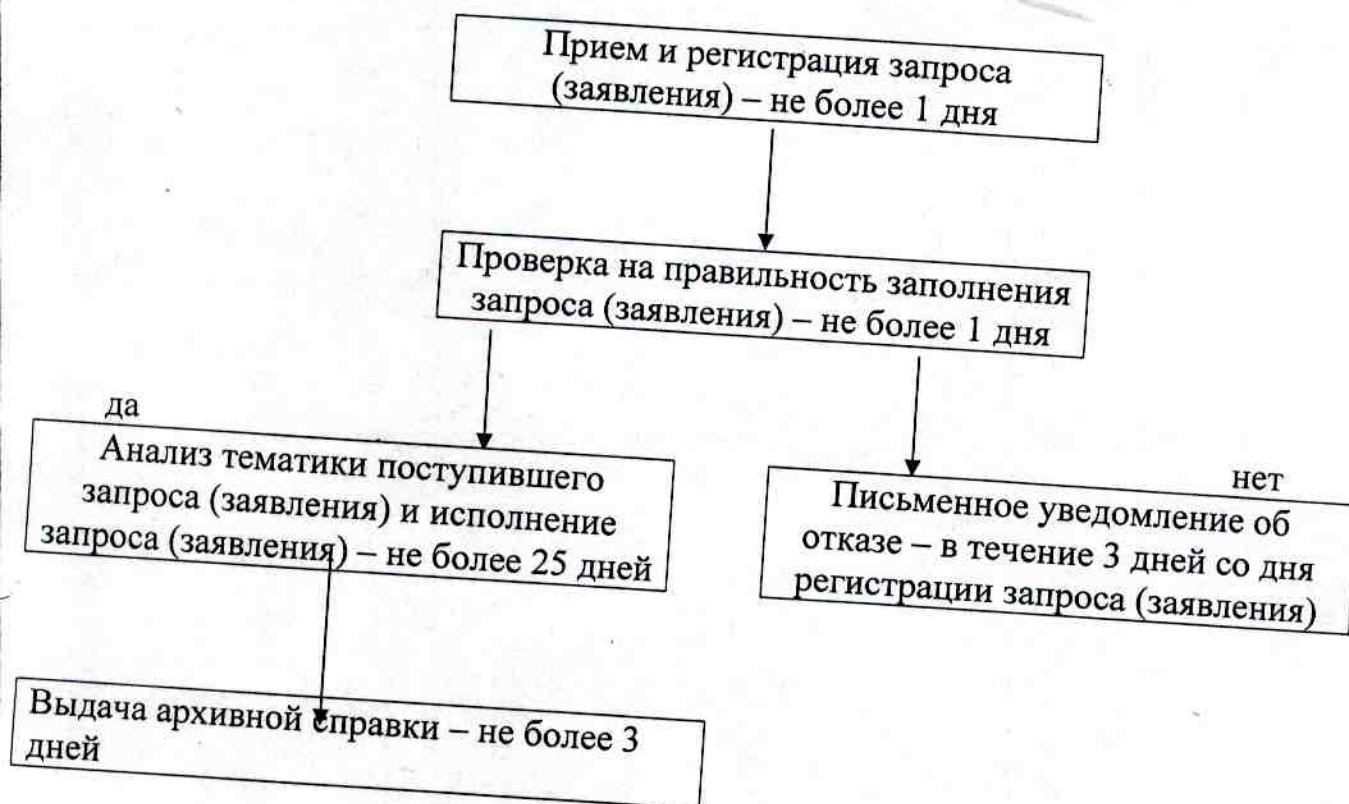 Прием и регистрация запроса
(заявления) – не более 1 дня
Проверка на правильность заполнения
запроса (заявления) – не более 1 дня
да
Анализ тематики поступившего
запроса (заявления) и исполнение
запроса (заявления) – не более 25 дней
нет
Письменное уведомление об
отказе – в течение 3 дней со дня
регистрации запроса (заявления)
Выдача архивной справки – не более 3
дней